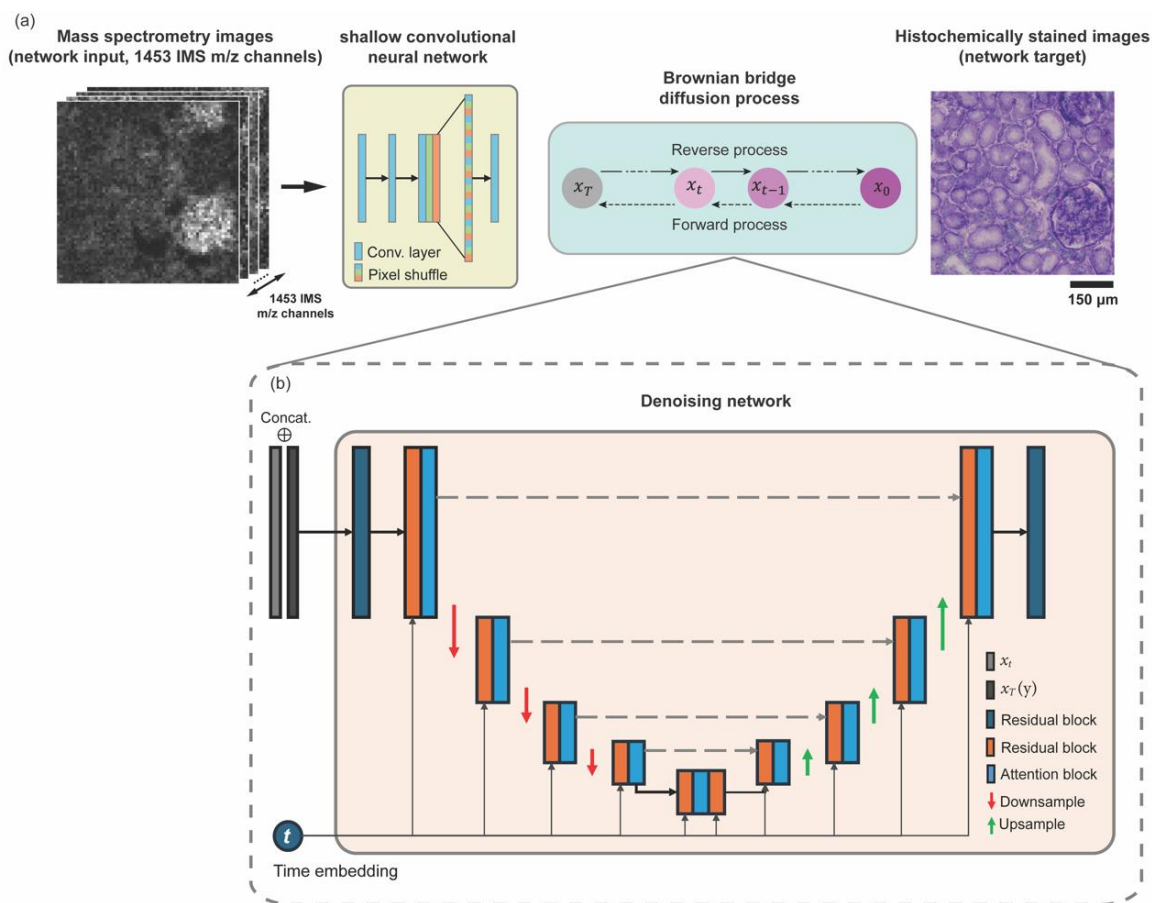 (a)
Mass spectrometry images
(network input, 1453 IMS m/z channels)
1453 IMS
m/z channels
shallow convolutional
neural network
Conv. layer
Pixel shuffle
Brownian bridge
diffusion process
Reverse process
x_T
x_t
x_{t-1}
x_0
Forward process
Histochemically stained images
(network target)
150 μm
(b)
Denoising network
Concat.
⊕
x_t
x_T(y)
Residual block
Residual block
Attention block
Downsample
Upsample
t
Time embedding